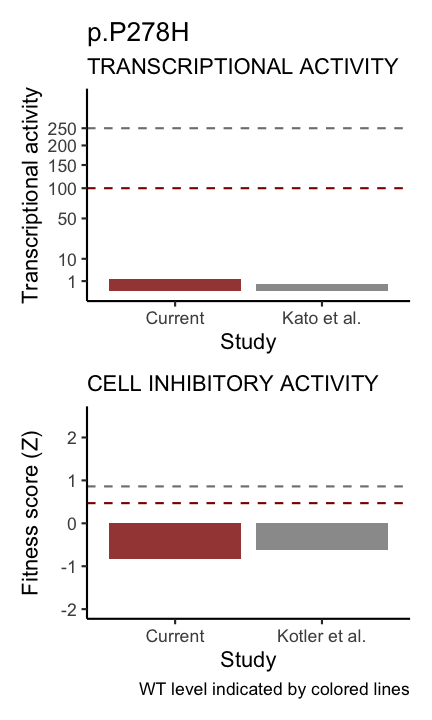 p.P278H
TRANSCRIPTIONAL ACTIVITY
Transcriptional activity
250
200
150
100
50
10
1
Current
Kato et al.
Study
CELL INHIBITORY ACTIVITY
Fitness score (Z)
2
1
0
-1
-2
Current
Kotler et al.
Study
WT level indicated by colored lines